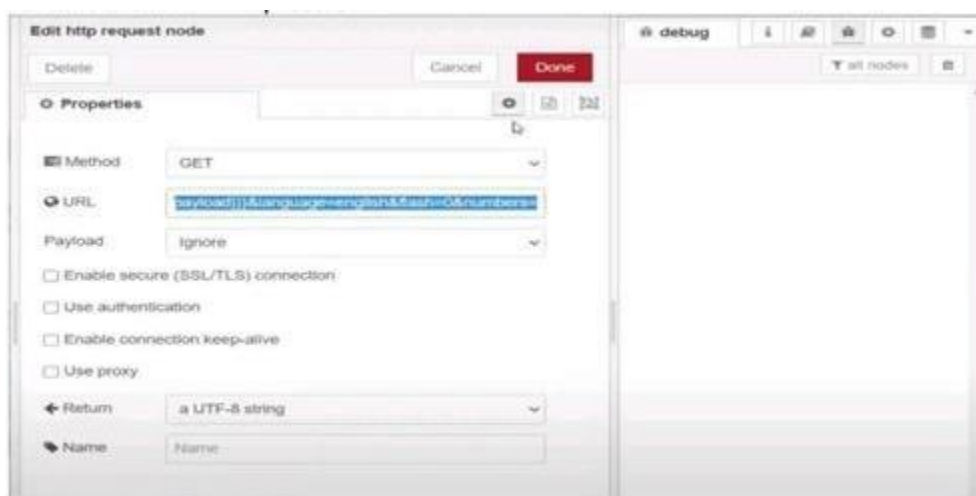 Edit http request node
debug
i
Delete
Cancel
Done
all nodes
Properties
Method
GET
URL
payload}}}&language=english&flash=0&numbers=
Payload
Ignore
Enable secure (SSL/TLS) connection
Use authentication
Enable connection keep-alive
Use proxy
Return
a UTF-8 string
Name
Name